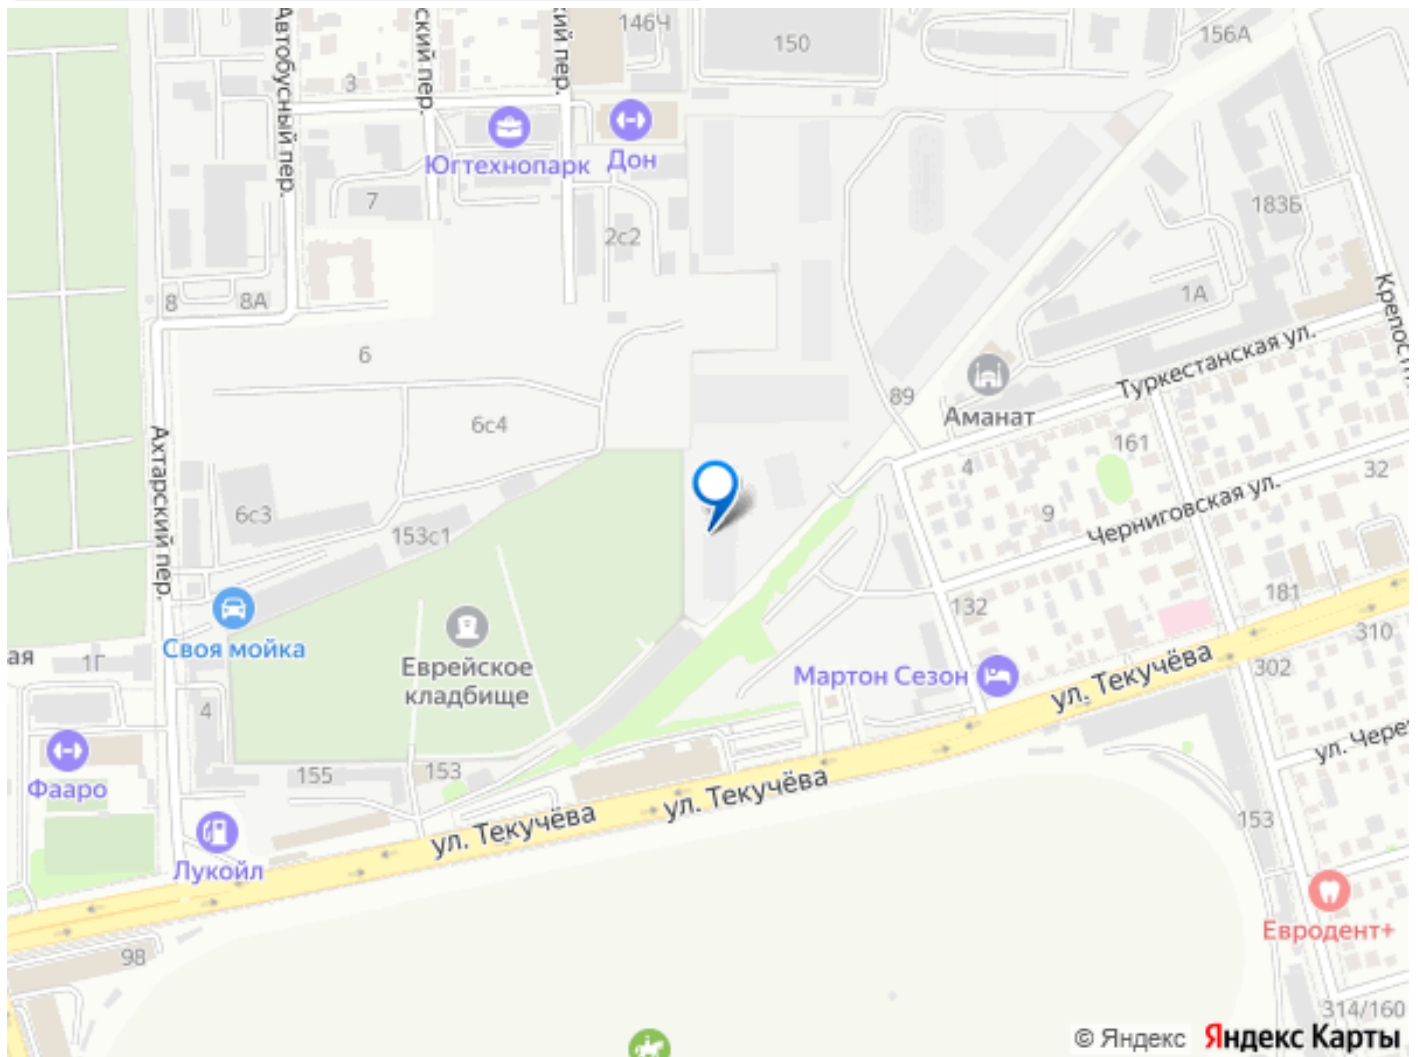 Автобусный пер.
ский пер.
кий пер.
146Ч
150
156А
3
Югтехнопарк
Дон
7
2с2
183Б
8
8А
1А
Крепостн
6
Туркестанская ул.
89
Аманат
6с4
161
4
32
Ахтарский пер.
6с3
153с1
9
Черниговская ул.
132
181
Своя мойка
310
ая
1Г
Еврейское
кладбище
Мартон Сезон
ул. Текучёва
302
4
ул. Чере
Фааро
155
153
ул. Текучёва
ул. Текучёва
153
Лукойл
Евродент+
98
314/160
© Яндекс Яндекс Карты